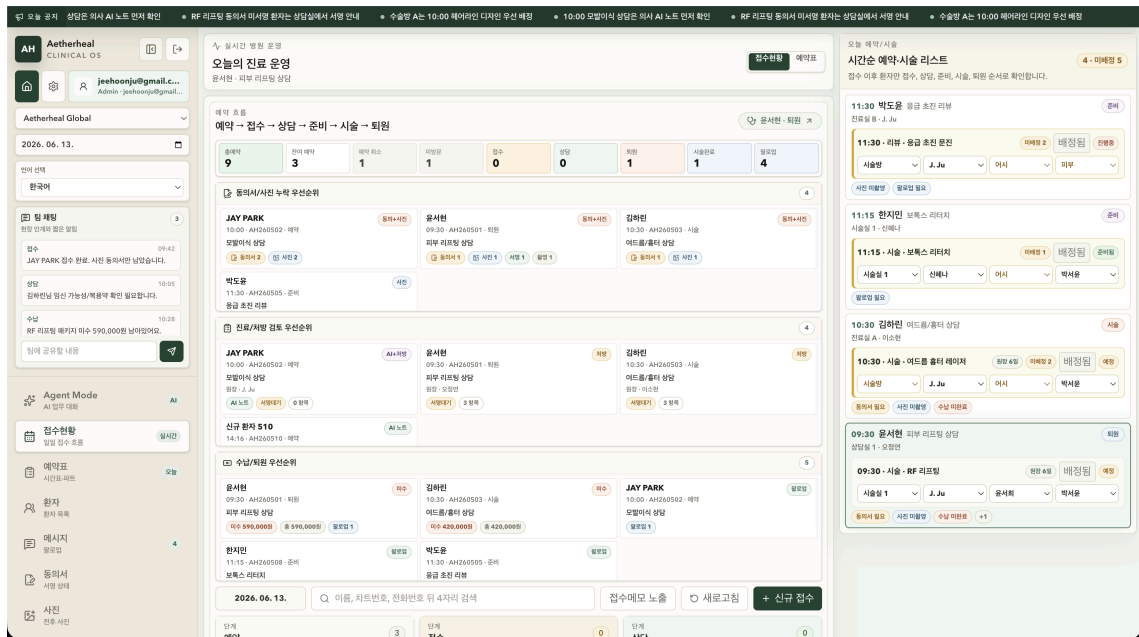 오늘 공지 상담은 의사 AI 노트 먼저 확인 • RF 리프팅 동의서 미서명 환자는 상담실에서 서명 안내 • 수술방 A는 10:00 헤어라인 디자인 우선 배정 • 10:00 모발이식 상담은 의사 AI 노트 먼저 확인 • RF 리프팅 동의서 미서명 환자는 상담실에서 서명 안내 • 수술방 A는 10:00 헤어라인 디자인 우선 배정
AH
Aetherheal
CLINICAL OS
jeehoonju@gmail.c...
Admin · jeehoonju@gmail....
Aetherheal Global
2026. 06. 13.
언어 선택
한국어
팀 채팅 3
현장 인계와 짧은 알림
접수 09:42
JAY PARK 접수 완료. 사진 동의서만 남았습니다.
상담 10:05
김하린님 임신 가능성/복용약 확인 필요합니다.
수납 10:28
RF 리프팅 패키지 미수 590,000원 남아있어요.
팀에 공유할 내용
Agent Mode AI
AI 업무 대화
접수현황 실시간
일일 접수 흐름
예약표 오늘
시간표·파트
환자
환자 목록
메시지 4
팔로업
동의서
서명 상태
사진
전후 사진
실시간 병원 운영
오늘의 진료 운영
윤서현 · 피부 리프팅 상담
접수현황 예약표
예약 흐름
예약 → 접수 → 상담 → 준비 → 시술 → 퇴원
윤서현 · 퇴원
총예약 9
잔여 예약 3
예약 취소 1
미방문 1
접수 0
상담 0
퇴원 1
시술완료 1
팔로업 4
동의서/사진 누락 우선순위 4
JAY PARK 동의+사진
10:00 · AH260502 · 예약
모발이식 상담
동의서 2 사진 2
윤서현 동의+사진
09:30 · AH260501 · 퇴원
피부 리프팅 상담
동의서 1 사진 1 서명 1 촬영 1
김하린 동의+사진
10:30 · AH260503 · 시술
여드름/흉터 상담
동의서 1 사진 1
박도윤 사진
11:30 · AH260505 · 준비
응급 초진 리뷰
진료/처방 검토 우선순위 4
JAY PARK AI+처방
10:00 · AH260502 · 예약
모발이식 상담
원장 · J. Ju
AI 노트 서명대기 0 항목
윤서현 처방
09:30 · AH260501 · 퇴원
피부 리프팅 상담
원장 · 오정연
서명대기 3 항목
김하린 처방
10:30 · AH260503 · 시술
여드름/흉터 상담
원장 · 이소현
서명대기 3 항목
신규 환자 510 AI 노트
14:16 · AH260510 · 예약
수납/퇴원 우선순위 5
윤서현 미수
09:30 · AH260501 · 퇴원
피부 리프팅 상담
미수 590,000원 총 590,000원 팔로업 1
김하린 미수
10:30 · AH260503 · 시술
여드름/흉터 상담
미수 420,000원 총 420,000원
JAY PARK 팔로업
10:00 · AH260502 · 예약
모발이식 상담
팔로업 1
한지민 팔로업
11:15 · AH260508 · 준비
보톡스 리터치
박도윤 팔로업
11:30 · AH260505 · 준비
응급 초진 리뷰
2026. 06. 13.
이름, 차트번호, 전화번호 뒤 4자리 검색
접수메모 노출
새로고침
+ 신규 접수
단계 3
예약
단계 0
접수
단계 0
상담
오늘 예약/시술
시간순 예약·시술 리스트 4 · 미배정 5
접수 이후 환자만 접수, 상담, 준비, 시술, 퇴원 순서로 확인합니다.
11:30 박도윤 응급 초진 리뷰 준비
진료실 B · J. Ju
11:30 · 리뷰 · 응급 초진 문진 미배정 2 배정됨 진행중
시술방 J. Ju 어시 피부
사진 미촬영 팔로업 필요
11:15 한지민 보톡스 리터치 준비
시술실 1 · 신혜나
11:15 · 시술 · 보톡스 리터치 미배정 1 배정됨 준비됨
시술실 1 신혜나 어시 박서윤
팔로업 필요
10:30 김하린 여드름/흉터 상담 시술
진료실 A · 이소현
10:30 · 시술 · 여드름 흉터 레이저 원장 6일 미배정 2 배정됨 예정
시술방 J. Ju 어시 박서윤
동의서 필요 사진 미촬영 수납 미완료
09:30 윤서현 피부 리프팅 상담 퇴원
상담실 1 · 오정연
09:30 · 시술 · RF 리프팅 원장 6일 배정됨 예정
시술실 1 J. Ju 윤서희 박서윤
동의서 필요 사진 미촬영 수납 미완료 +1